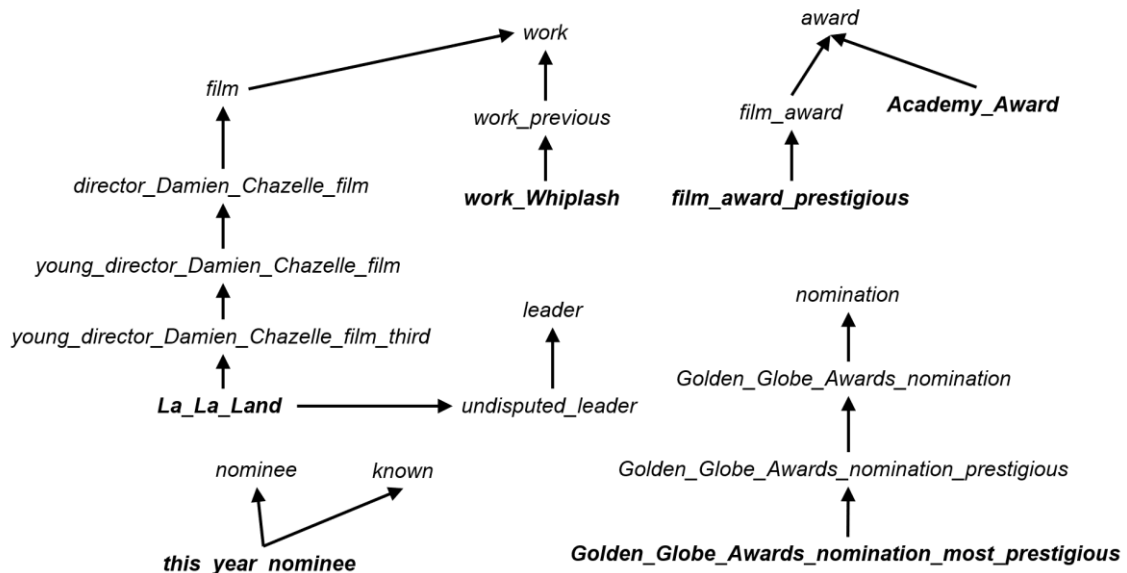 award
work
film
Academy_Award
film_award
work_previous
director_Damien_Chazelle_film
work_Whiplash
film_award_prestigious
young_director_Damien_Chazelle_film
nomination
leader
young_director_Damien_Chazelle_film_third
Golden_Globe_Awards_nomination
La_La_Land
undisputed_leader
nominee
known
Golden_Globe_Awards_nomination_prestigious
this_year_nominee
Golden_Globe_Awards_nomination_most_prestigious